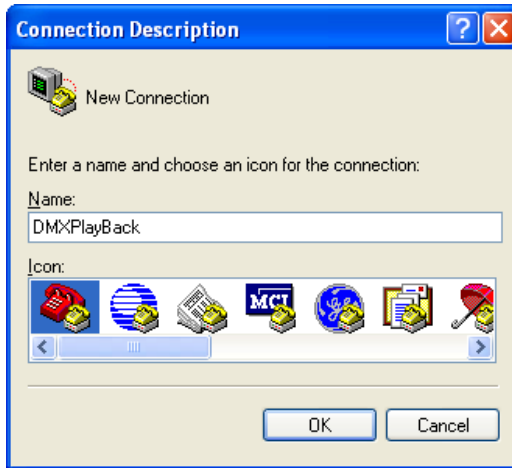 Connection Description
New Connection
Enter a name and choose an icon for the connection:
Name:
DMXPlayBack
Icon:
MCI
OK Cancel